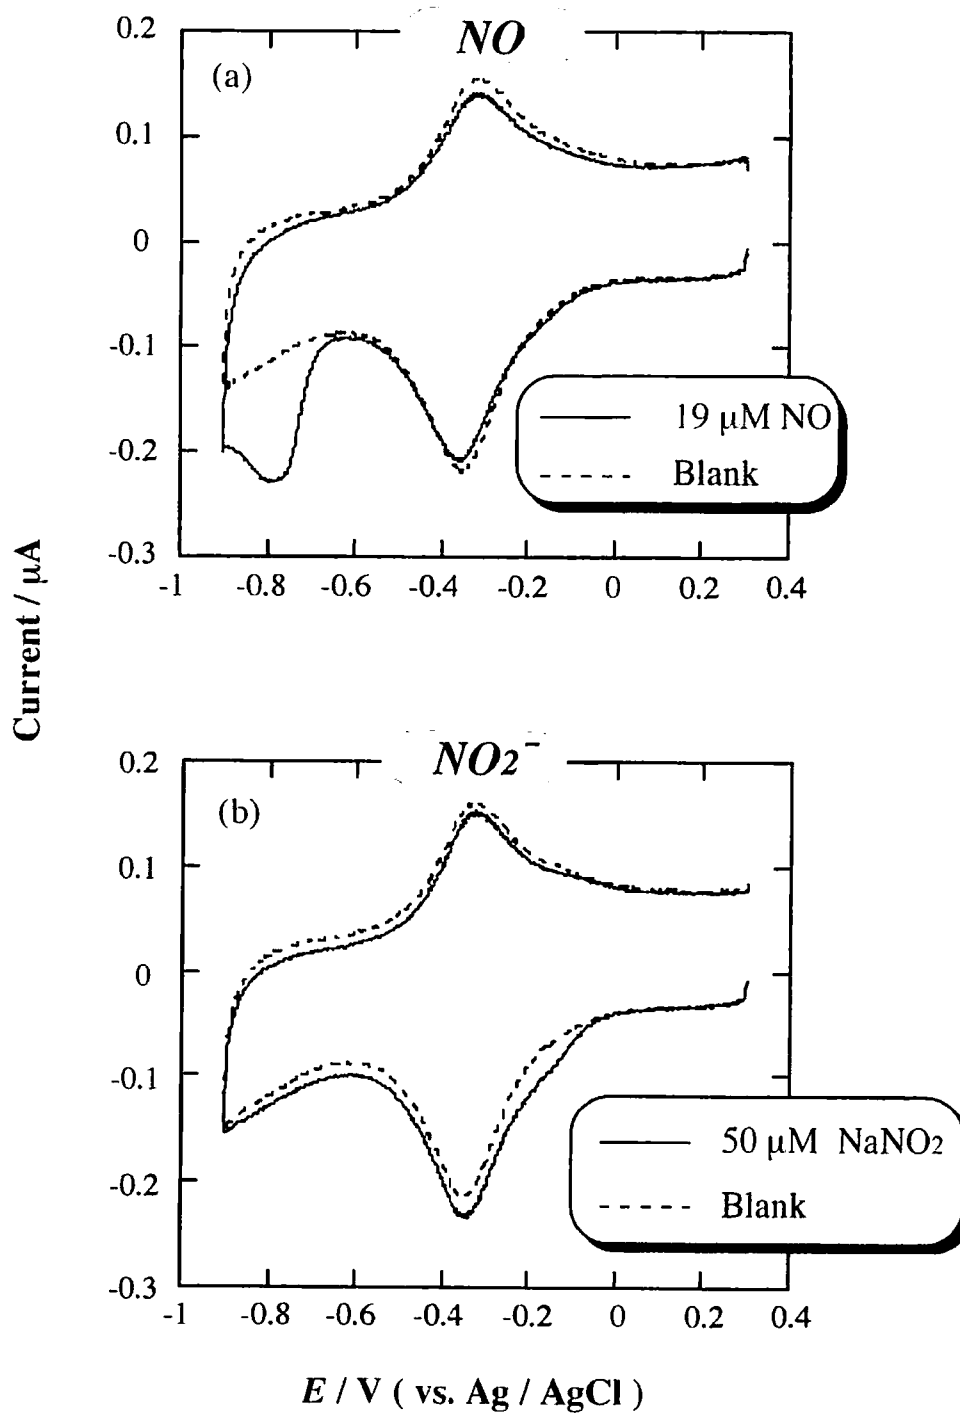 NO
(a)
0.2
0.1
0
-0.1
-0.2
-0.3
-1 -0.8 -0.6 -0.4 -0.2 0 0.2 0.4
19 μM NO
Blank
Current / μA
NO2⁻
(b)
0.2
0.1
0
-0.1
-0.2
-0.3
-1 -0.8 -0.6 -0.4 -0.2 0 0.2 0.4
50 μM NaNO2
Blank
E / V ( vs. Ag / AgCl )